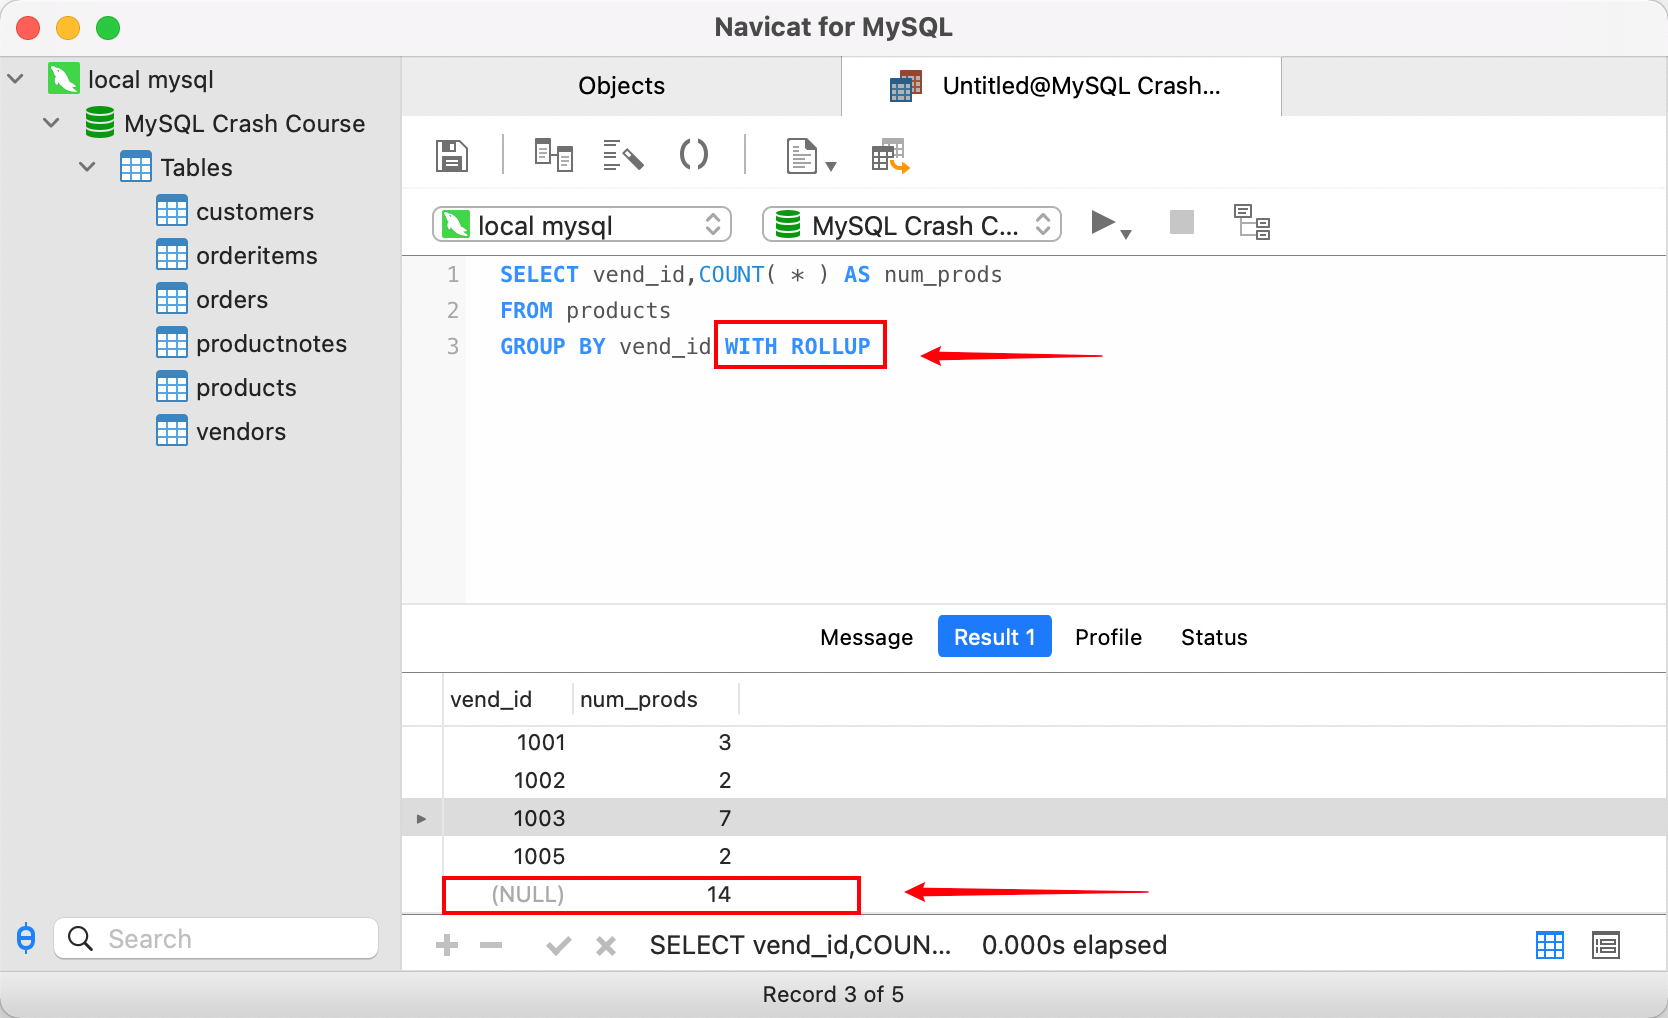 Navicat for MySQL
local mysql
MySQL Crash Course
Tables
customers
orderitems
orders
productnotes
products
vendors
Search
Objects
Untitled@MySQL Crash...
local mysql
MySQL Crash C...
1 SELECT vend_id,COUNT( * ) AS num_prods
2 FROM products
3 GROUP BY vend_id WITH ROLLUP
Message Result 1 Profile Status
vend_id num_prods
1001 3
1002 2
1003 7
1005 2
(NULL) 14
SELECT vend_id,COUN... 0.000s elapsed
Record 3 of 5